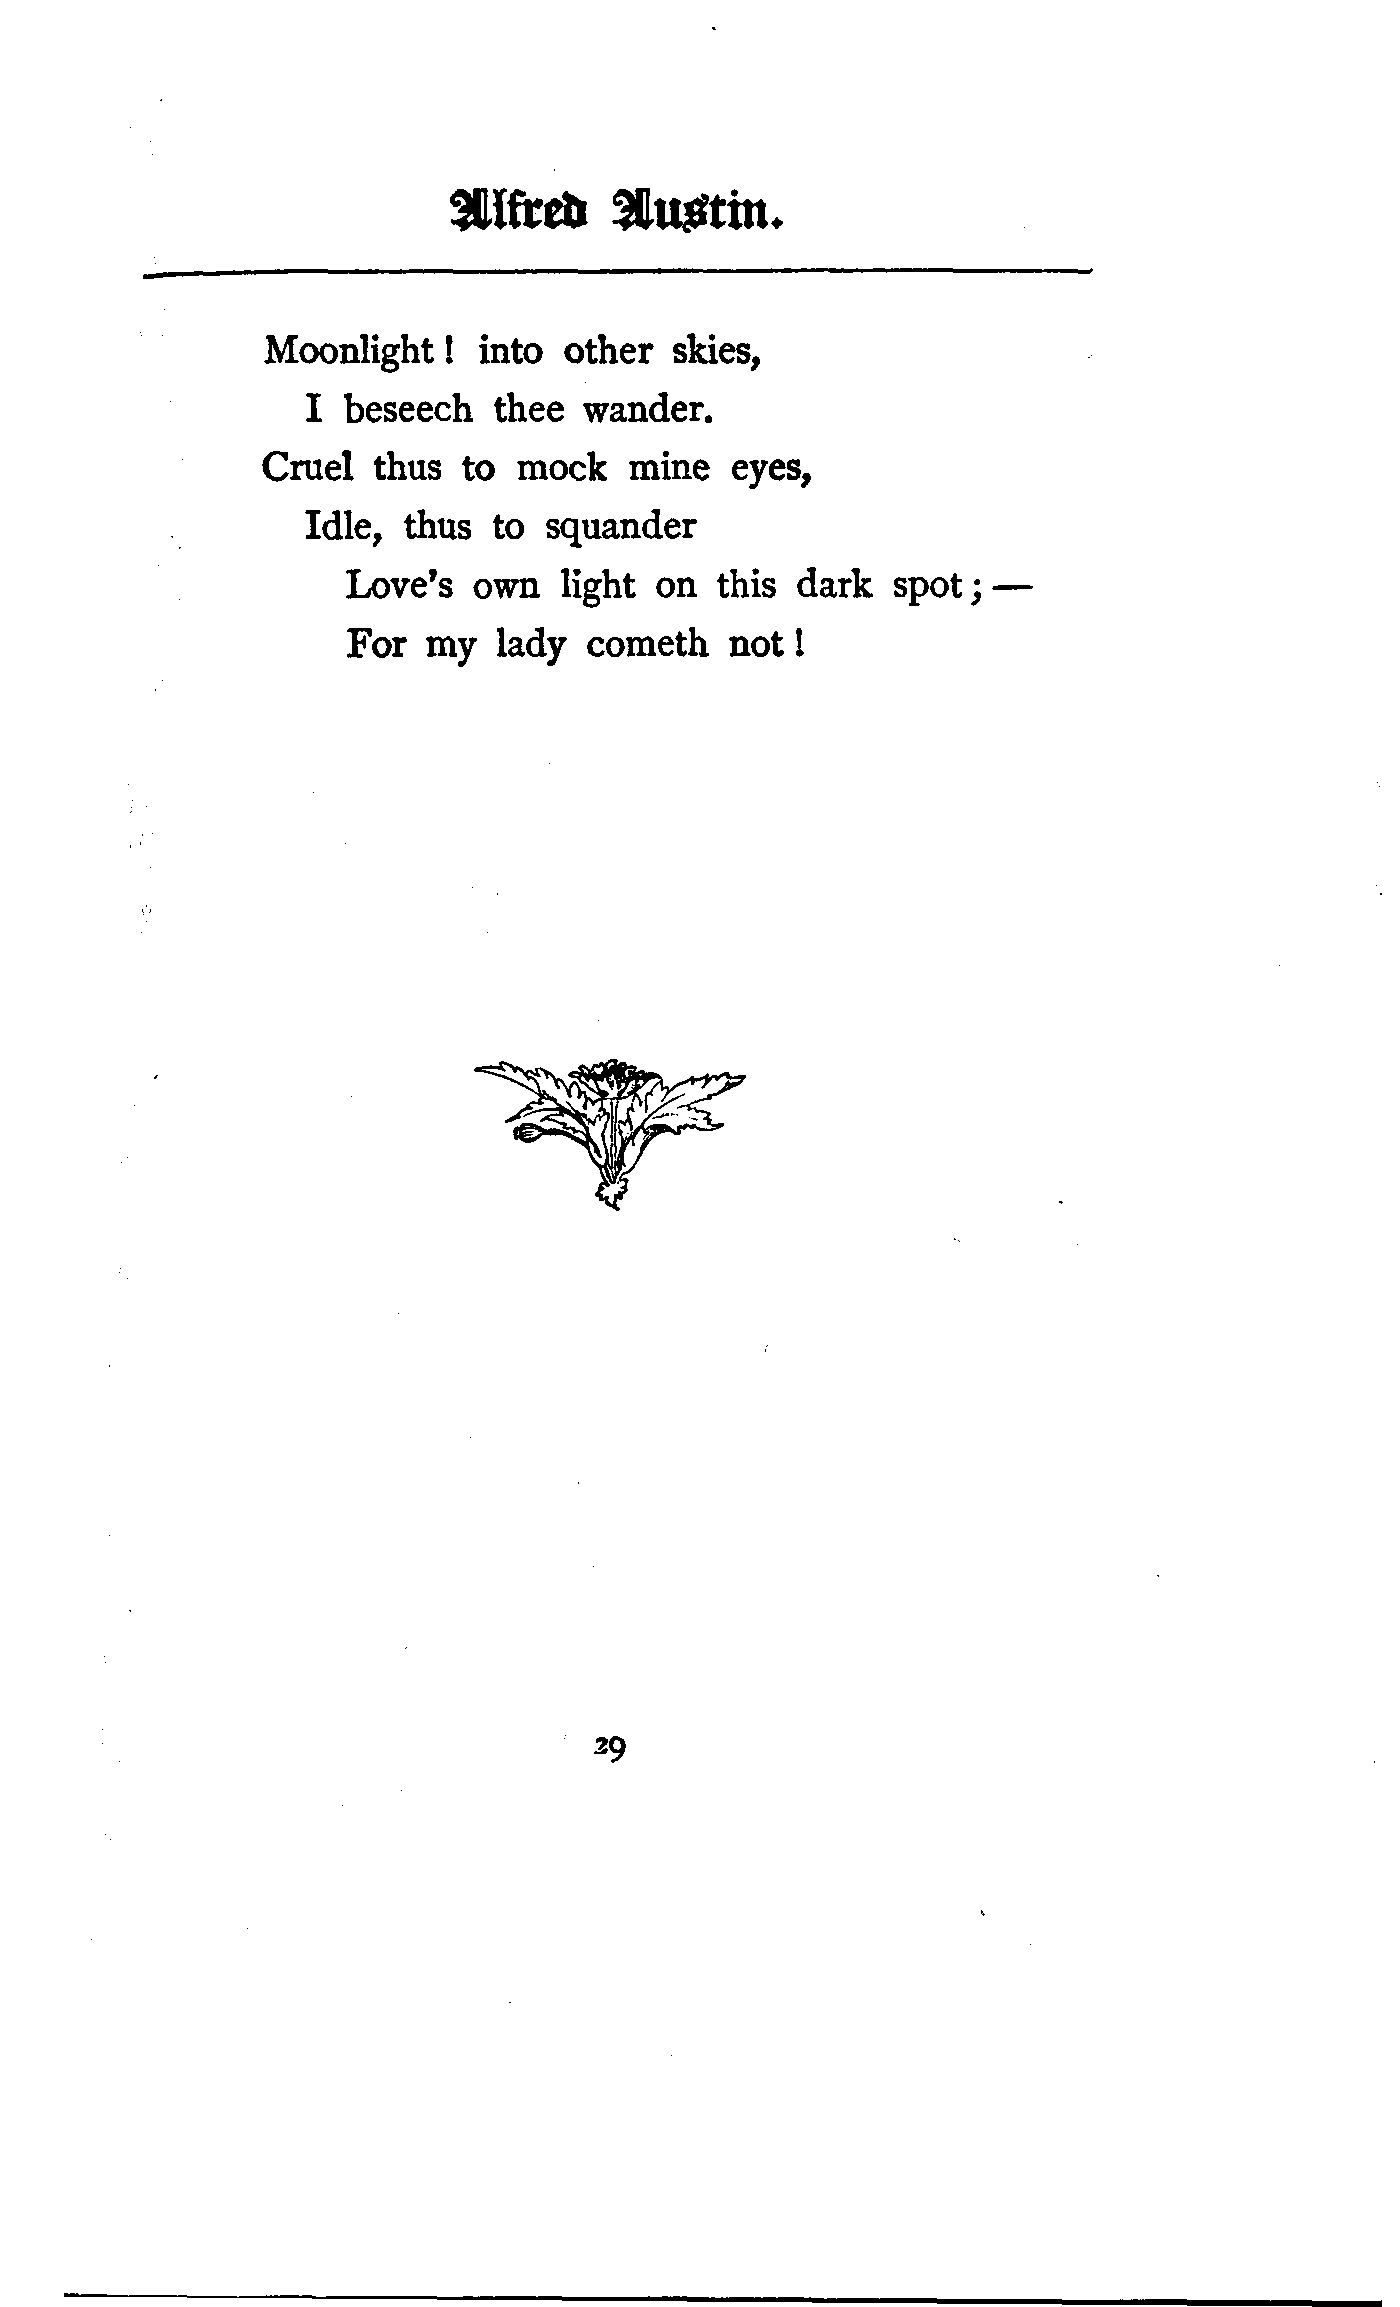 Alfred Austin.
Moonlight! into other skies,
I beseech thee wander.
Cruel thus to mock mine eyes,
Idle, thus to squander
Love's own light on this dark spot;—
For my lady cometh not!
29